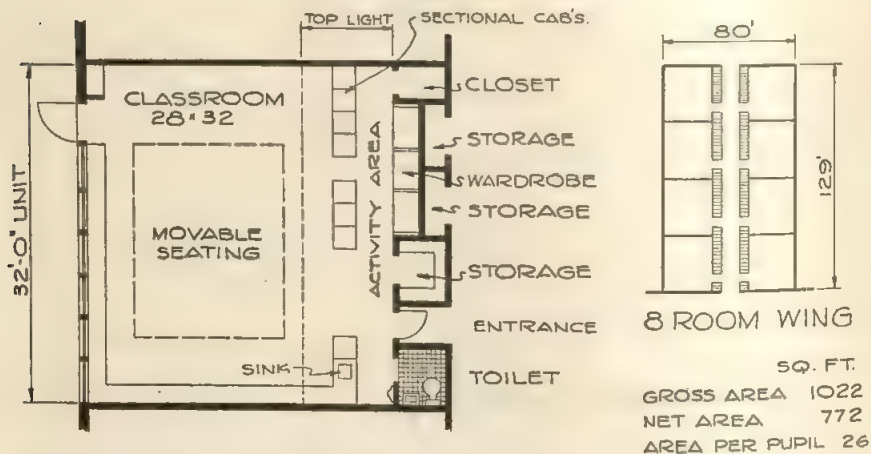 TOP LIGHT
SECTIONAL CAB'S.
CLASSROOM
28 x 32
CLOSET
STORAGE
WARDROBE
STORAGE
STORAGE
ENTRANCE
TOILET
ACTIVITY AREA
MOVABLE
SEATING
32'-0" UNIT
SINK
80'
129'
8 ROOM WING
SQ. FT.
GROSS AREA 1022
NET AREA 772
AREA PER PUPIL 26